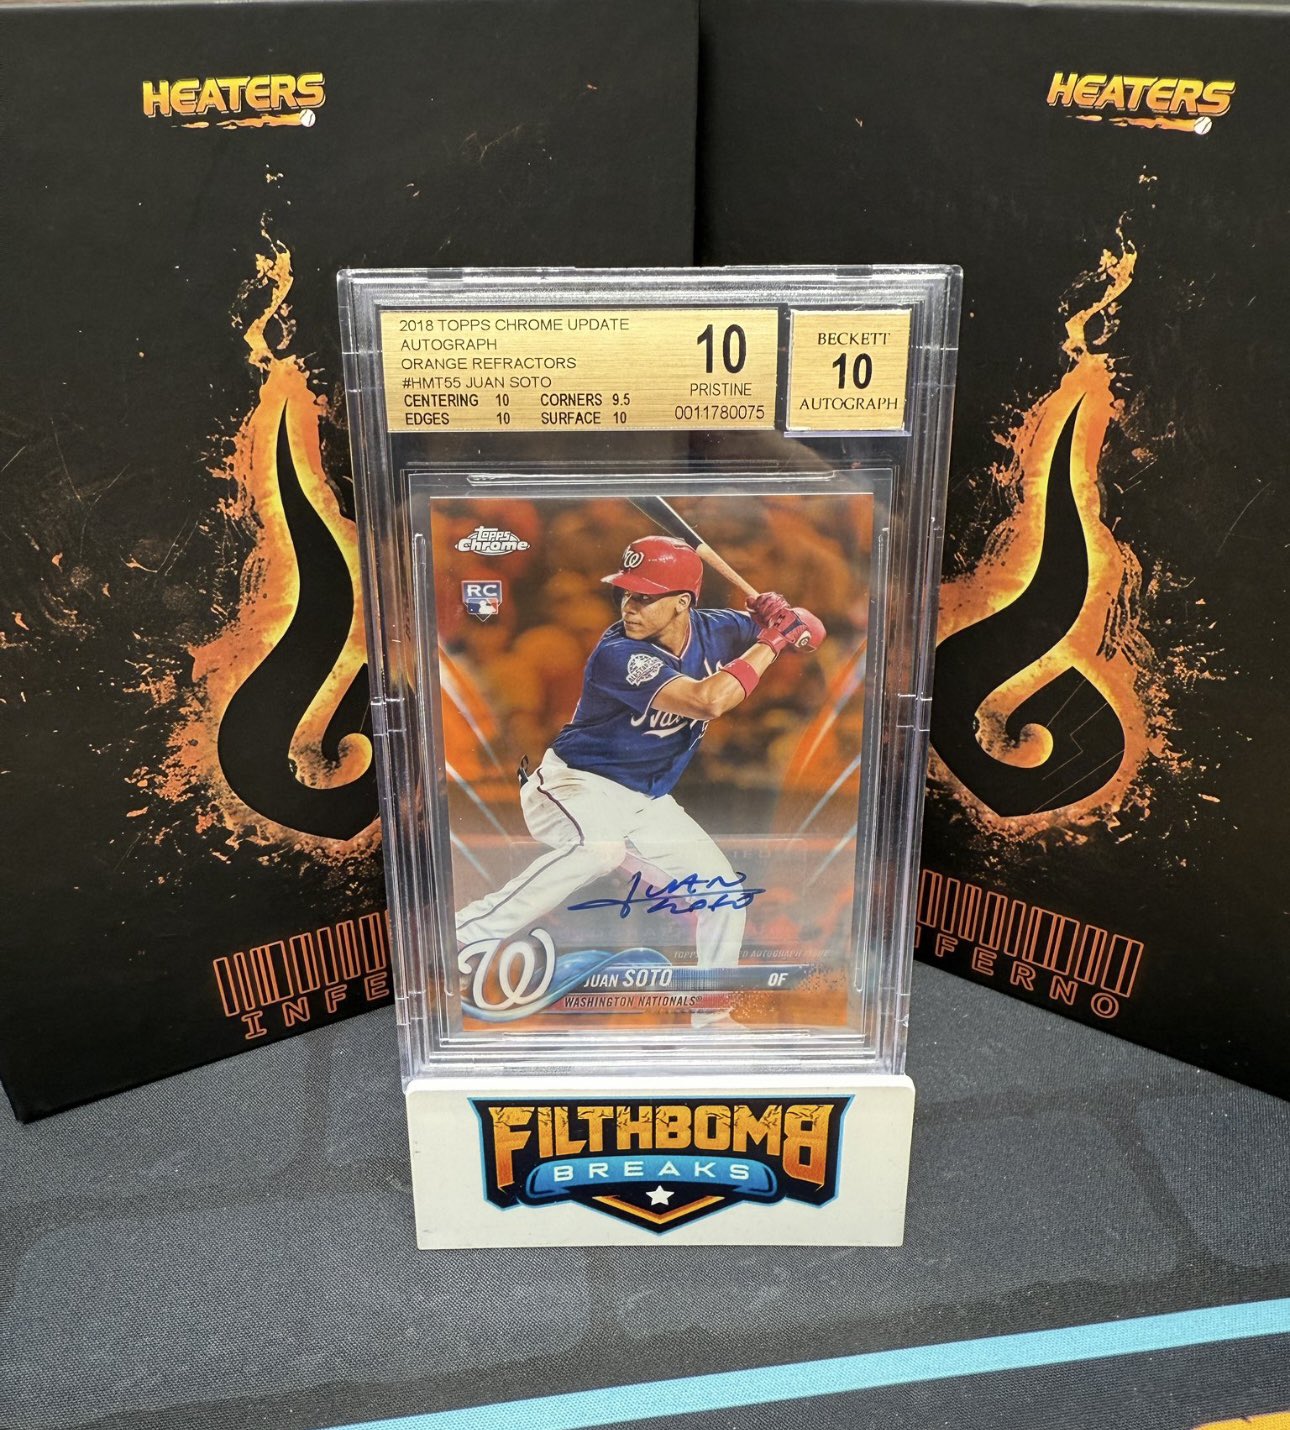 HEATERS
HEATERS
2018 TOPPS CHROME UPDATE
AUTOGRAPH
ORANGE REFRACTORS
#HMT55 JUAN SOTO
CENTERING 10 CORNERS 9.5
EDGES 10 SURFACE 10
10
PRISTINE
0011780075
BECKETT
10
AUTOGRAPH
Topps
Chrome
RC
W
Juan
Soto
W
JUAN SOTO OF
WASHINGTON NATIONALS
INFE
FERNO
FILTHBOMB
BREAKS